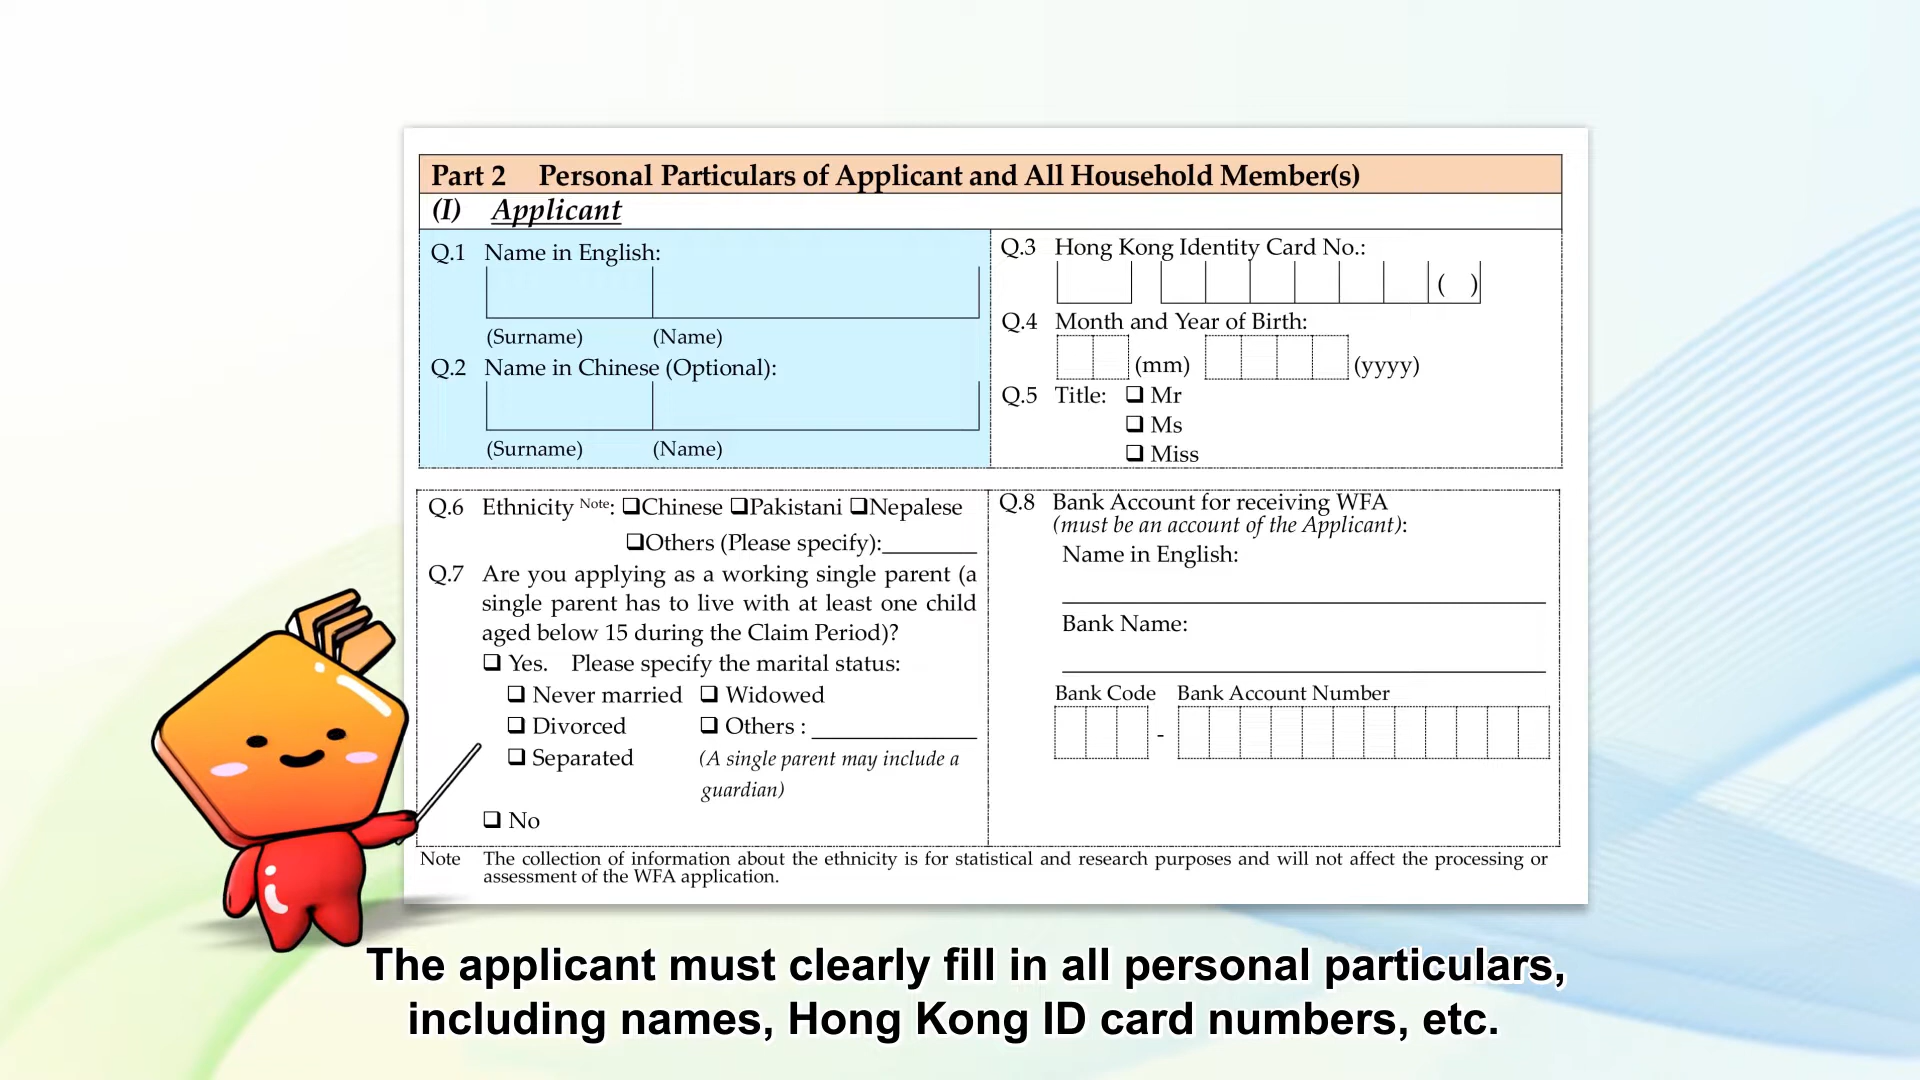 Part 2 Personal Particulars of Applicant and All Household Member(s)
(I) Applicant
Q.1 Name in English:
(Surname) (Name)
Q.2 Name in Chinese (Optional):
(Surname) (Name)
Q.3 Hong Kong Identity Card No.:
( )
Q.4 Month and Year of Birth:
(mm) (yyyy)
Q.5 Title: ❑ Mr
❑ Ms
❑ Miss
Q.6 Ethnicity Note: ❑Chinese ❑Pakistani ❑Nepalese
❑Others (Please specify):________
Q.7 Are you applying as a working single parent (a
single parent has to live with at least one child
aged below 15 during the Claim Period)?
❑ Yes. Please specify the marital status:
❑ Never married ❑ Widowed
❑ Divorced ❑ Others : ______________
❑ Separated (A single parent may include a
guardian)
❑ No
Q.8 Bank Account for receiving WFA
(must be an account of the Applicant):
Name in English:
Bank Name:
Bank Code Bank Account Number
-
Note The collection of information about the ethnicity is for statistical and research purposes and will not affect the processing or
assessment of the WFA application.
The applicant must clearly fill in all personal particulars,
including names, Hong Kong ID card numbers, etc.